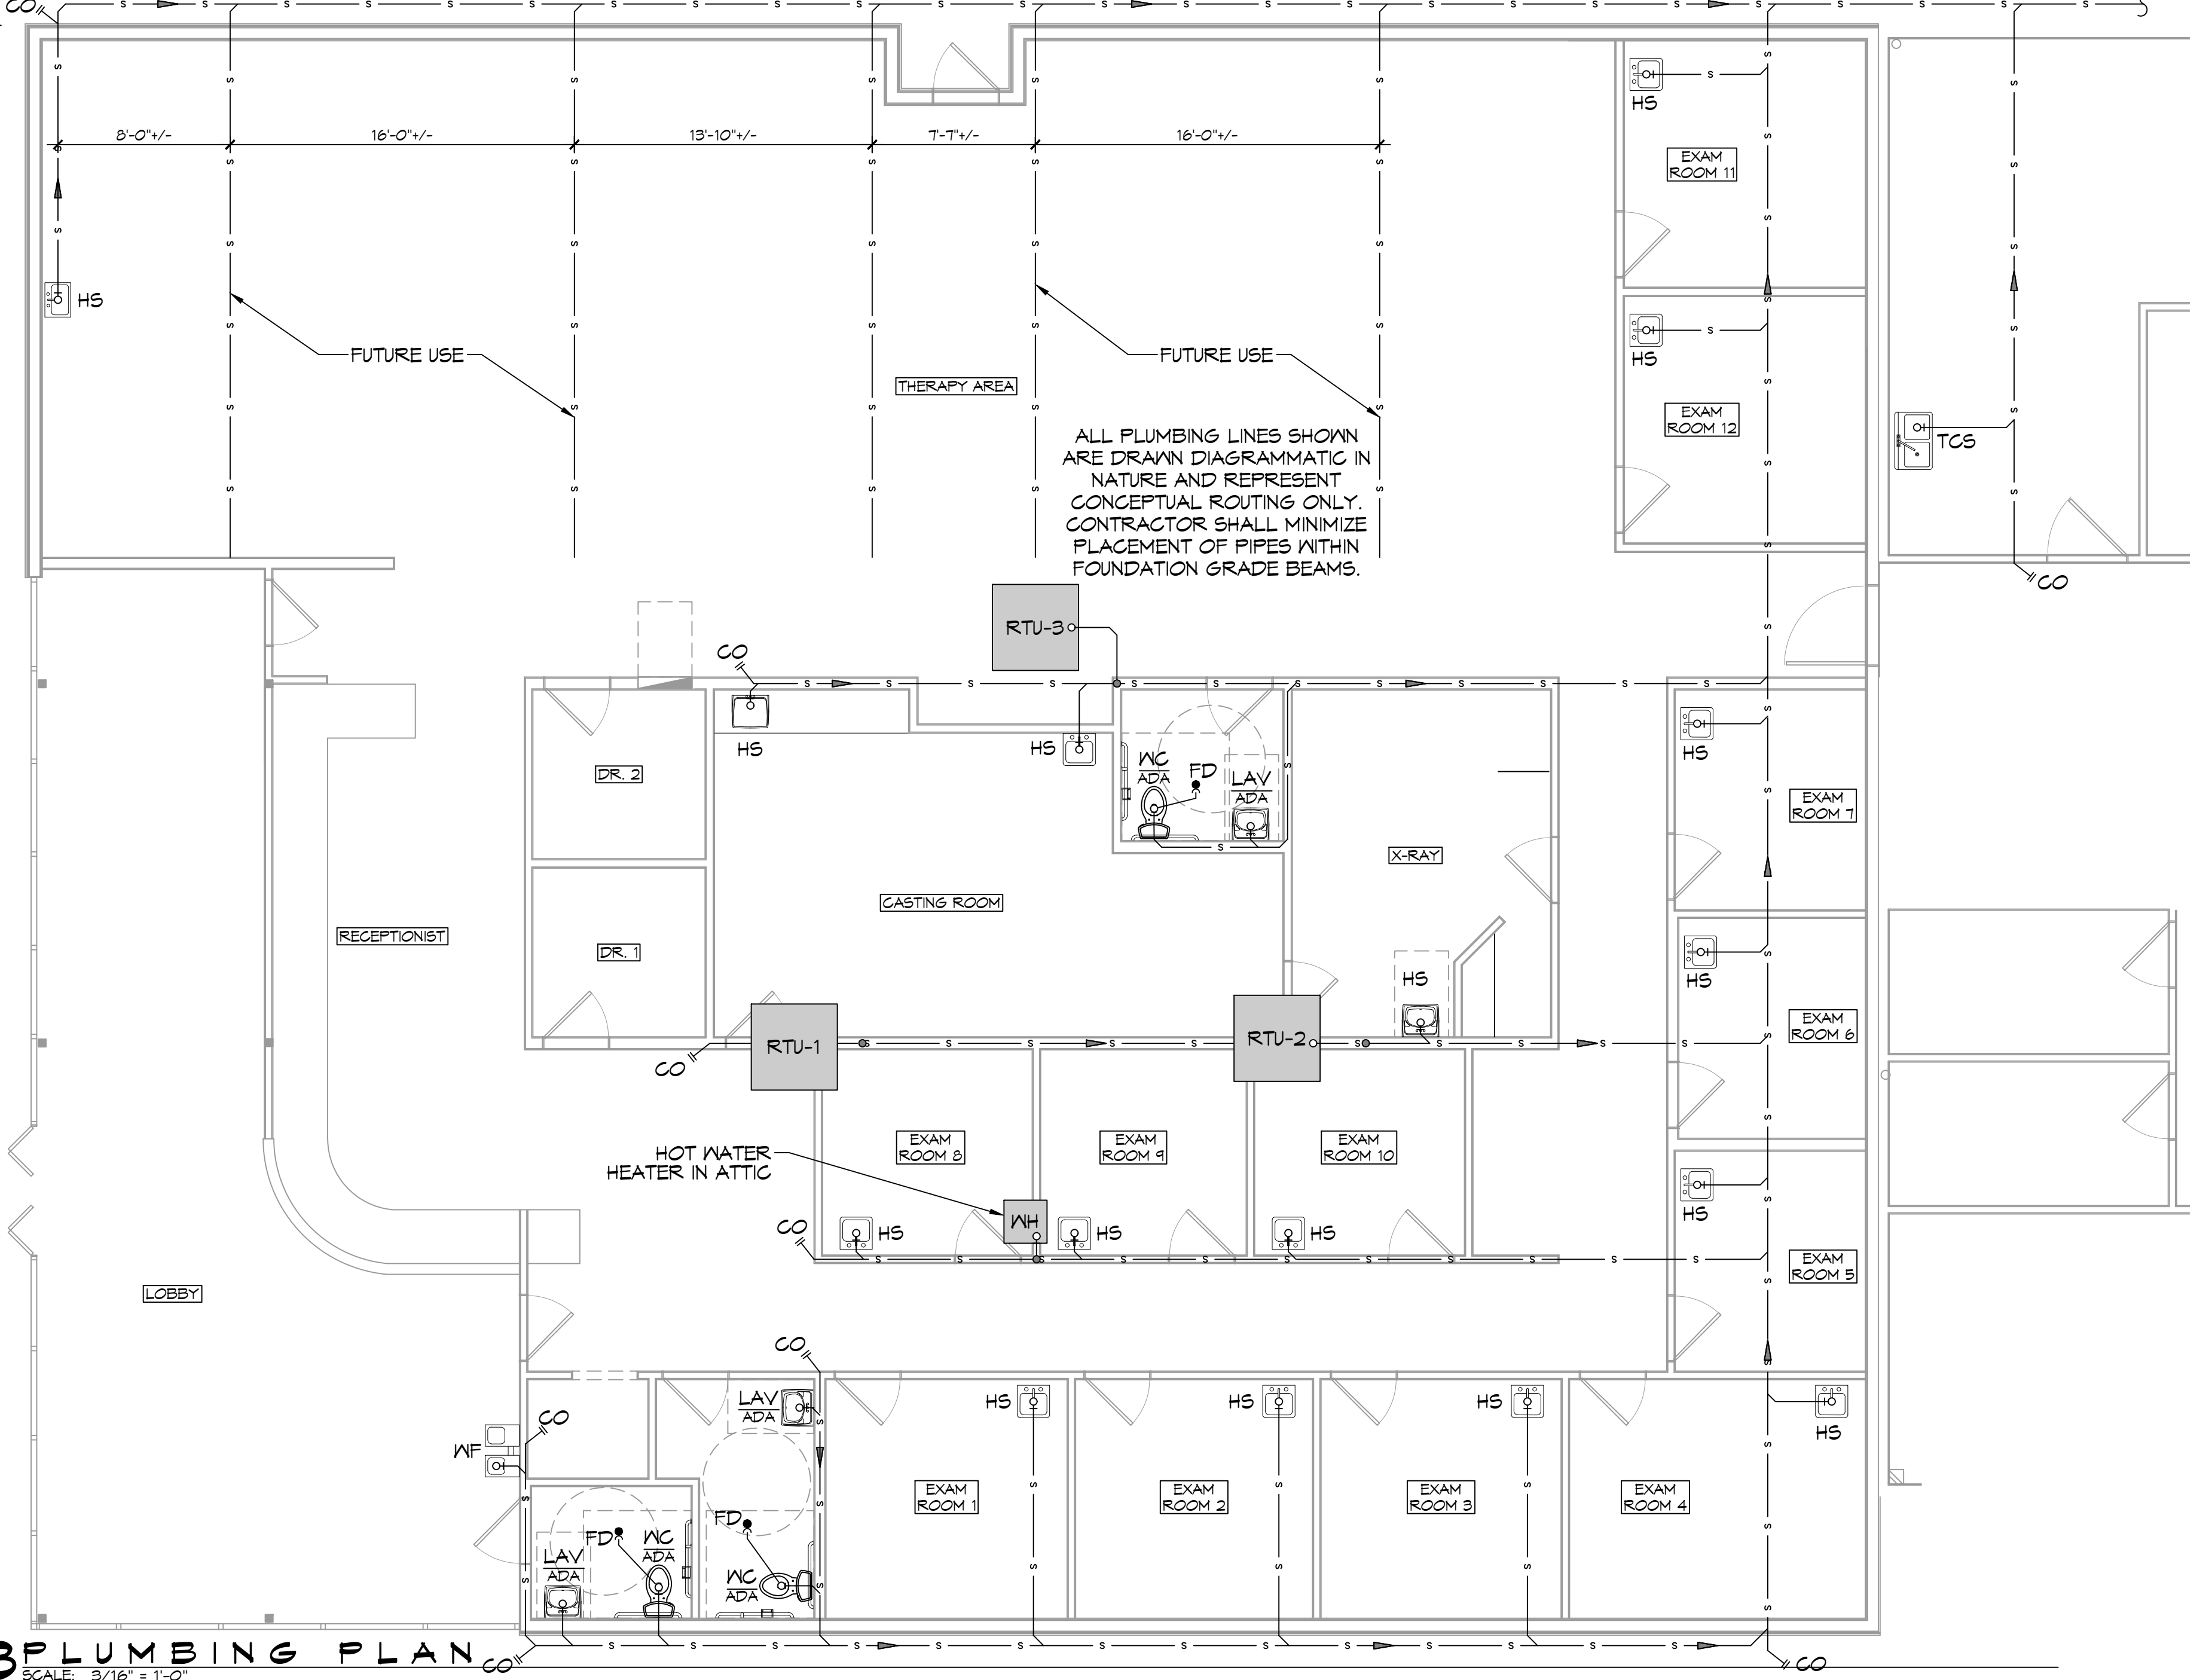 CO
S S S S S S S S S S S S S S S S S S S S S S S S S
8'-0"+/- 16'-0"+/- 13'-10"+/- 7'-7"+/- 16'-0"+/-
HS
EXAM
ROOM 11
HS
FUTURE USE
FUTURE USE
THERAPY AREA
HS
EXAM
ROOM 12
TCS
CO
ALL PLUMBING LINES SHOWN
ARE DRAWN DIAGRAMMATIC IN
NATURE AND REPRESENT
CONCEPTUAL ROUTING ONLY.
CONTRACTOR SHALL MINIMIZE
PLACEMENT OF PIPES WITHIN
FOUNDATION GRADE BEAMS.
RTU-3
CO
HS
HS
DR. 2
WC
ADA
FD
LAV
ADA
HS
EXAM
ROOM 7
X-RAY
CASTING ROOM
RECEPTIONIST
DR. 1
HS
HS
EXAM
ROOM 6
RTU-1
RTU-2
CO
EXAM
ROOM 8
EXAM
ROOM 9
EXAM
ROOM 10
HOT WATER
HEATER IN ATTIC
WH
CO
HS
HS
HS
HS
EXAM
ROOM 5
LOBBY
CO
LAV
ADA
HS
HS
HS
HS
CO
WF
EXAM
ROOM 1
EXAM
ROOM 2
EXAM
ROOM 3
EXAM
ROOM 4
FD
WC
ADA
LAV
ADA
FD
WC
ADA
PLUMBING PLAN
SCALE: 3/16" = 1'-0"
CO
CO